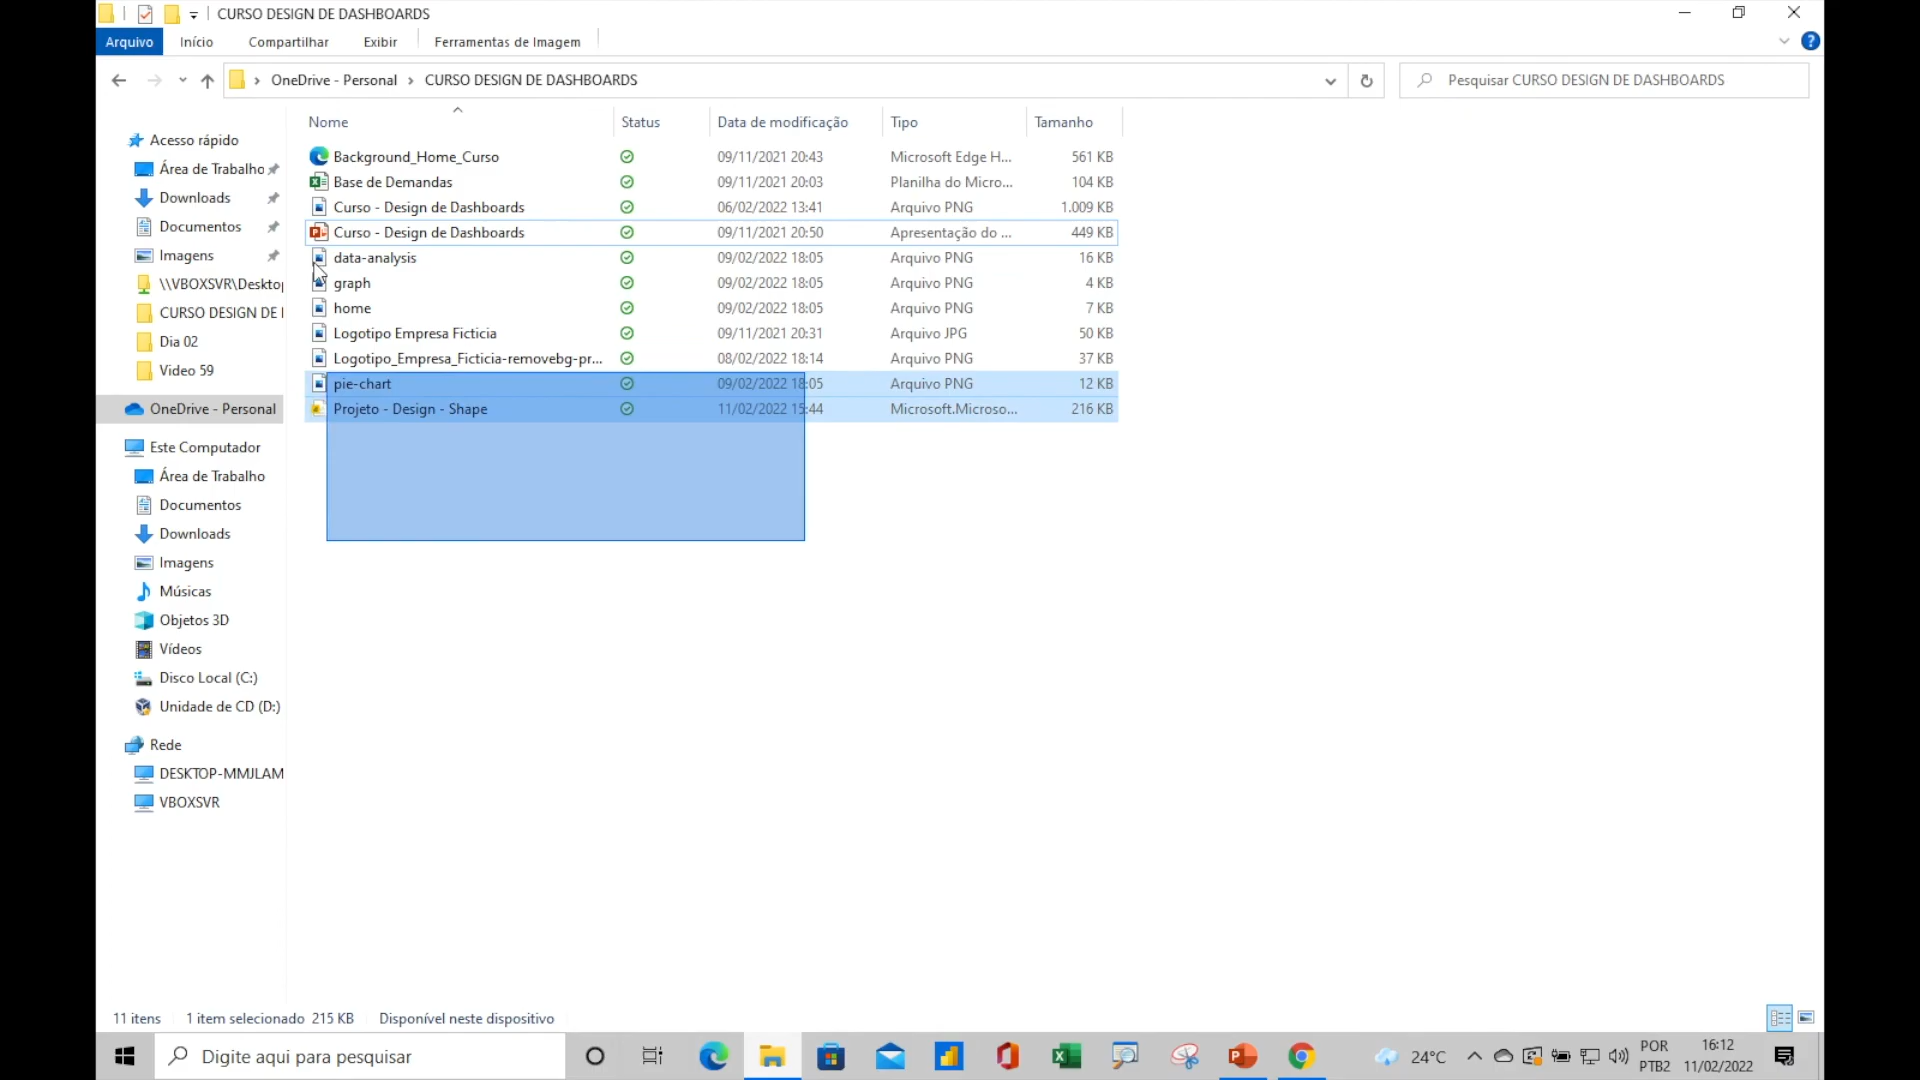 CURSO DESIGN DE DASHBOARDS
Arquivo Início Compartilhar Exibir Ferramentas de Imagem
OneDrive - Personal › CURSO DESIGN DE DASHBOARDS
Pesquisar CURSO DESIGN DE DASHBOARDS
Nome Status Data de modificação Tipo Tamanho
Background_Home_Curso 09/11/2021 20:43 Microsoft Edge H... 561 KB
Base de Demandas 09/11/2021 20:03 Planilha do Micro... 104 KB
Curso - Design de Dashboards 06/02/2022 13:41 Arquivo PNG 1.009 KB
Curso - Design de Dashboards 09/11/2021 20:50 Apresentação do ... 449 KB
data-analysis 09/02/2022 18:05 Arquivo PNG 16 KB
graph 09/02/2022 18:05 Arquivo PNG 4 KB
home 09/02/2022 18:05 Arquivo PNG 7 KB
Logotipo Empresa Ficticia 09/11/2021 20:31 Arquivo JPG 50 KB
Logotipo_Empresa_Ficticia-removebg-pr... 08/02/2022 18:14 Arquivo PNG 37 KB
pie-chart 09/02/2022 18:05 Arquivo PNG 12 KB
Projeto - Design - Shape 11/02/2022 15:44 Microsoft.Microso... 216 KB
Acesso rápido
Área de Trabalho
Downloads
Documentos
Imagens
\\VBOXSVR\Desktop
CURSO DESIGN DE
Dia 02
Video 59
OneDrive - Personal
Este Computador
Área de Trabalho
Documentos
Downloads
Imagens
Músicas
Objetos 3D
Vídeos
Disco Local (C:)
Unidade de CD (D:)
Rede
DESKTOP-MMJLAM
VBOXSVR
11 itens 1 item selecionado 215 KB Disponível neste dispositivo
Digite aqui para pesquisar
24°C
POR
PTB2
16:12
11/02/2022